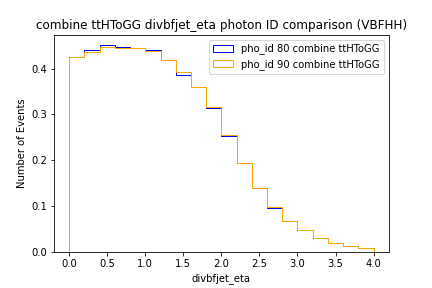 combine ttHToGG divbfjet_eta photon ID comparison (VBFHH)
pho_id 80 combine ttHToGG
pho_id 90 combine ttHToGG
Number of Events
0.4
0.3
0.2
0.1
0.0
0.0 0.5 1.0 1.5 2.0 2.5 3.0 3.5 4.0
divbfjet_eta